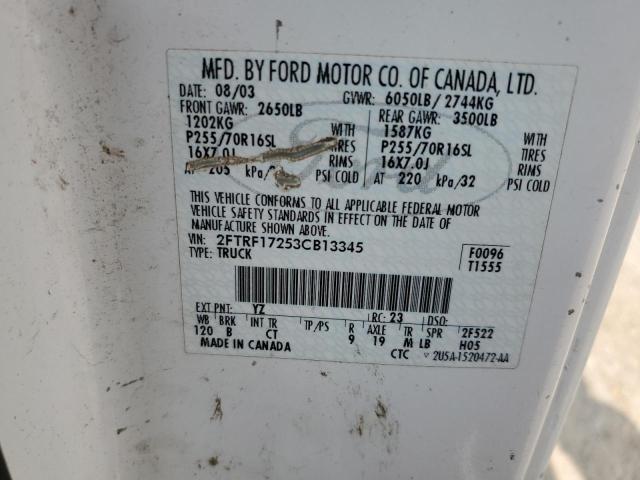 MFD. BY FORD MOTOR CO. OF CANADA, LTD.
DATE: 08/03 GVWR: 6050LB/ 2744KG
FRONT GAWR: 2650LB REAR GAWR: 3500LB
1202KG WITH 1587KG WITH
P255/70R16SL TIRES P255/70R16SL TIRES
16X7.0J RIMS 16X7.0J RIMS
AT 205 kPa/ PSI COLD AT 220 kPa/32 PSI COLD
THIS VEHICLE CONFORMS TO ALL APPLICABLE FEDERAL MOTOR
VEHICLE SAFETY STANDARDS IN EFFECT ON THE DATE OF
MANUFACTURE SHOWN ABOVE.
VIN: 2FTRF17253CB13345 F0096
TYPE: TRUCK T1555
EXT PNT: YZ RC: 23 DSO:
WB BRK INT TR TP/PS R AXLE TR SPR 2F522
120 B CT 9 19 M LB H05
MADE IN CANADA CTC 2U5A-1520472-AA
Ford